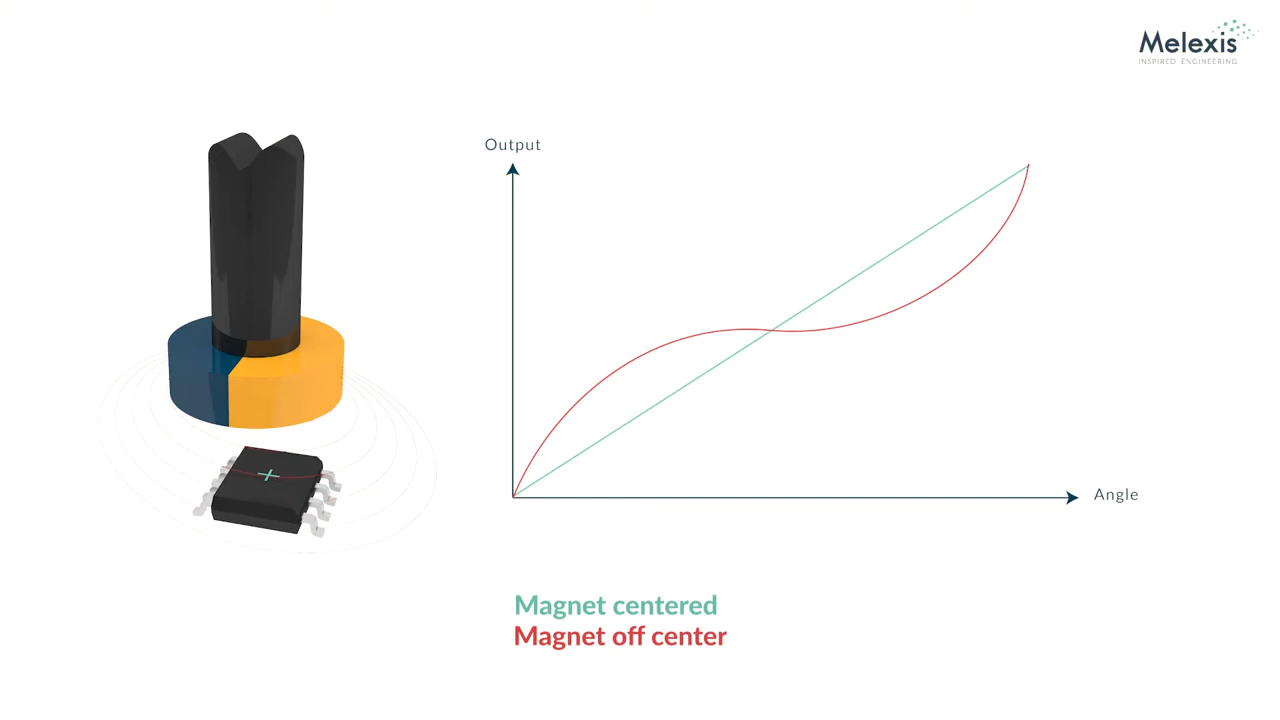 Melexis
INSPIRED ENGINEERING
Output
Angle
Magnet centered
Magnet off center